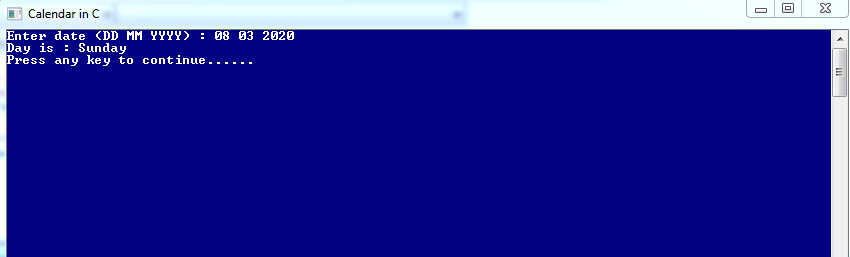 Calendar in C
Enter date (DD MM YYYY) : 08 03 2020
Day is : Sunday
Press any key to continue......